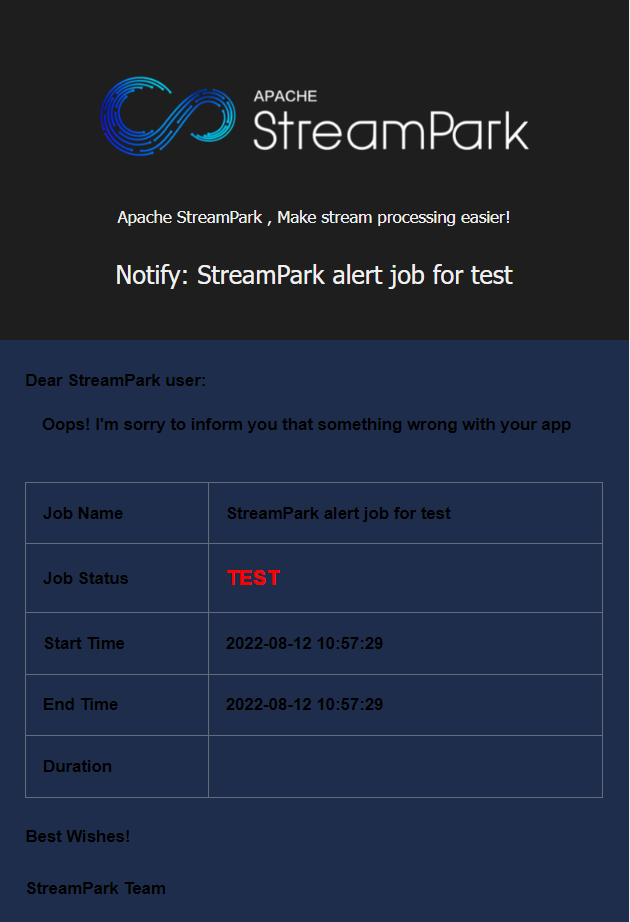 APACHE
StreamPark
Apache StreamPark , Make stream processing easier!
Notify: StreamPark alert job for test
Dear StreamPark user:
Oops! I'm sorry to inform you that something wrong with your app
Job Name StreamPark alert job for test
Job Status TEST
Start Time 2022-08-12 10:57:29
End Time 2022-08-12 10:57:29
Duration
Best Wishes!
StreamPark Team